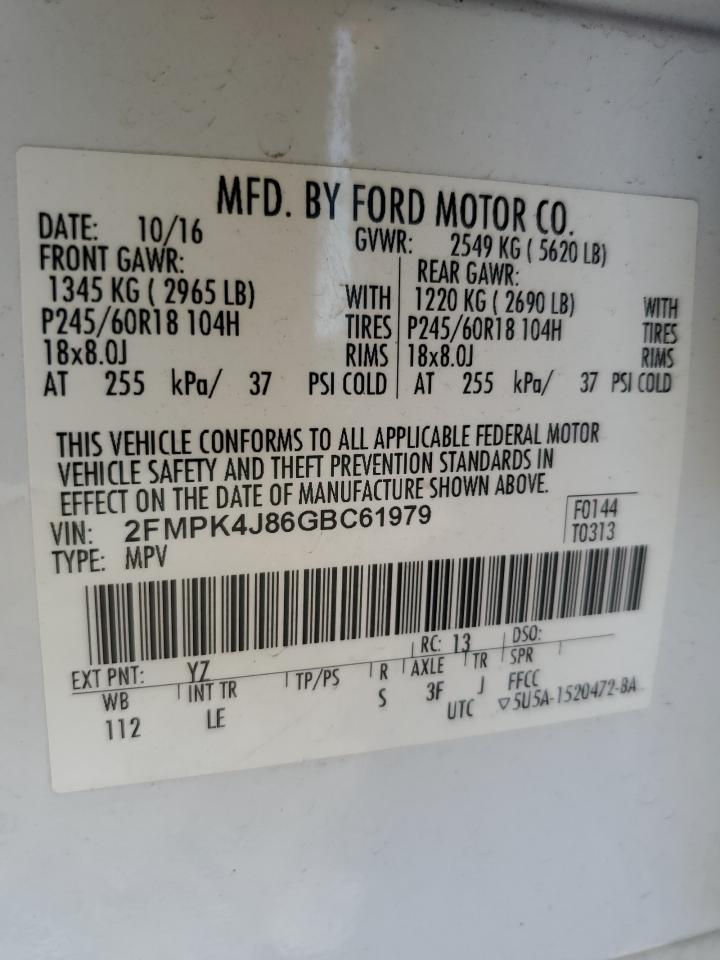 MFD. BY FORD MOTOR CO.
DATE: 10/16 GVWR: 2549 KG ( 5620 LB)
FRONT GAWR: REAR GAWR:
1345 KG ( 2965 LB) WITH 1220 KG ( 2690 LB) WITH
P245/60R18 104H TIRES P245/60R18 104H TIRES
18x8.0J RIMS 18x8.0J RIMS
AT 255 kPa/ 37 PSI COLD AT 255 kPa/ 37 PSI COLD
THIS VEHICLE CONFORMS TO ALL APPLICABLE FEDERAL MOTOR
VEHICLE SAFETY AND THEFT PREVENTION STANDARDS IN
EFFECT ON THE DATE OF MANUFACTURE SHOWN ABOVE.
VIN: 2FMPK4J86GBC61979 F0144
TYPE: MPV T0313
EXT PNT: YZ RC: 13 DSO:
WB INT TR TP/PS R AXLE TR SPR
112 LE S 3F J FFCC
UTC ▽5U5A-1520472-BA